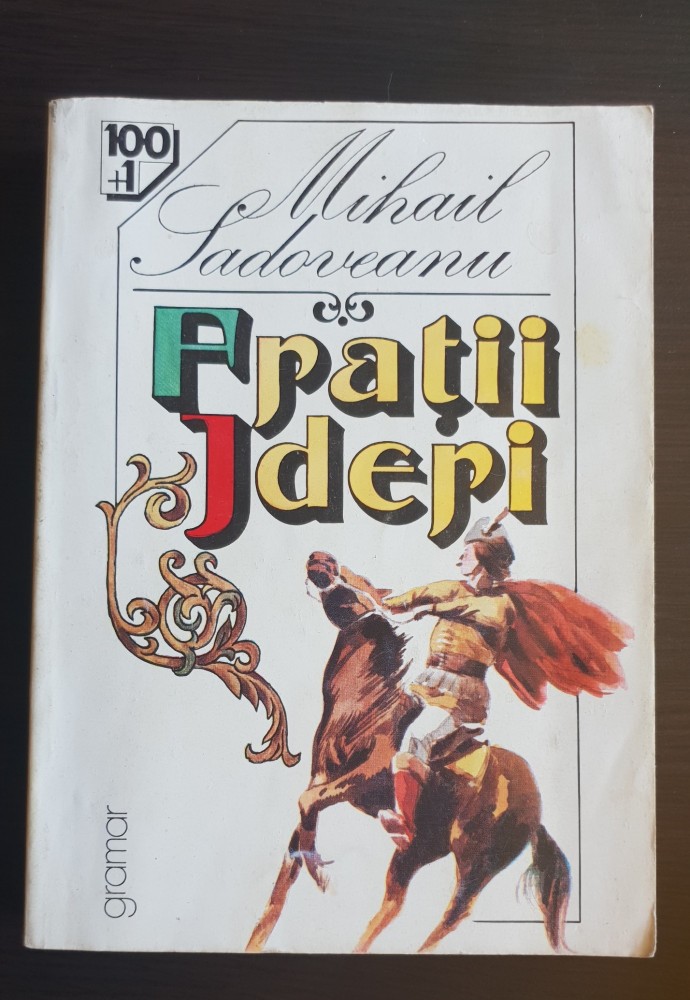 100
+1
Mihail
Sadoveanu
Frații
Jderi
gramar